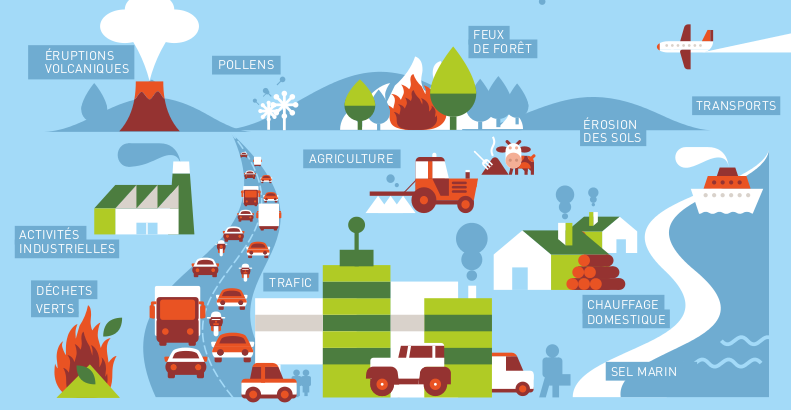 ÉRUPTIONS
VOLCANIQUES
POLLENS
FEUX
DE FORÊT
TRANSPORTS
ÉROSION
DES SOLS
AGRICULTURE
ACTIVITÉS
INDUSTRIELLES
TRAFIC
DÉCHETS
VERTS
CHAUFFAGE
DOMESTIQUE
SEL MARIN